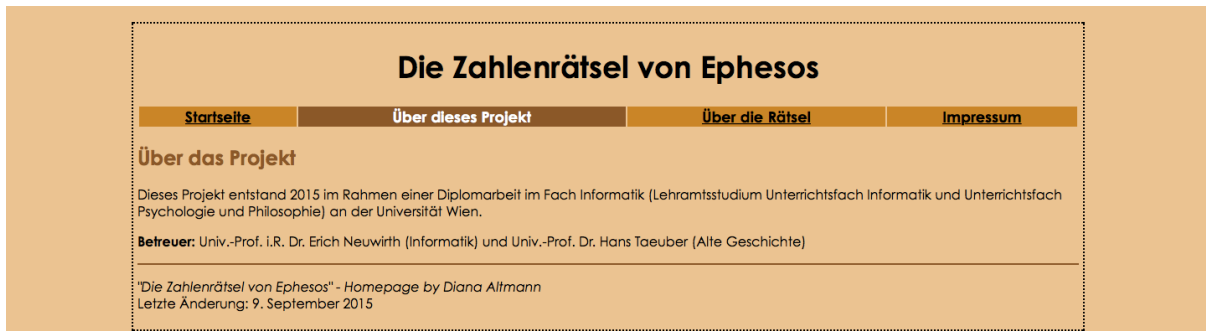 Die Zahlenrätsel von Ephesos
Startseite Über dieses Projekt Über die Rätsel Impressum
Über das Projekt
Dieses Projekt entstand 2015 im Rahmen einer Diplomarbeit im Fach Informatik (Lehramtsstudium Unterrichtsfach Informatik und Unterrichtsfach
Psychologie und Philosophie) an der Universität Wien.
Betreuer: Univ.-Prof. i.R. Dr. Erich Neuwirth (Informatik) und Univ.-Prof. Dr. Hans Taeuber (Alte Geschichte)
"Die Zahlenrätsel von Ephesos" - Homepage by Diana Altmann
Letzte Änderung: 9. September 2015